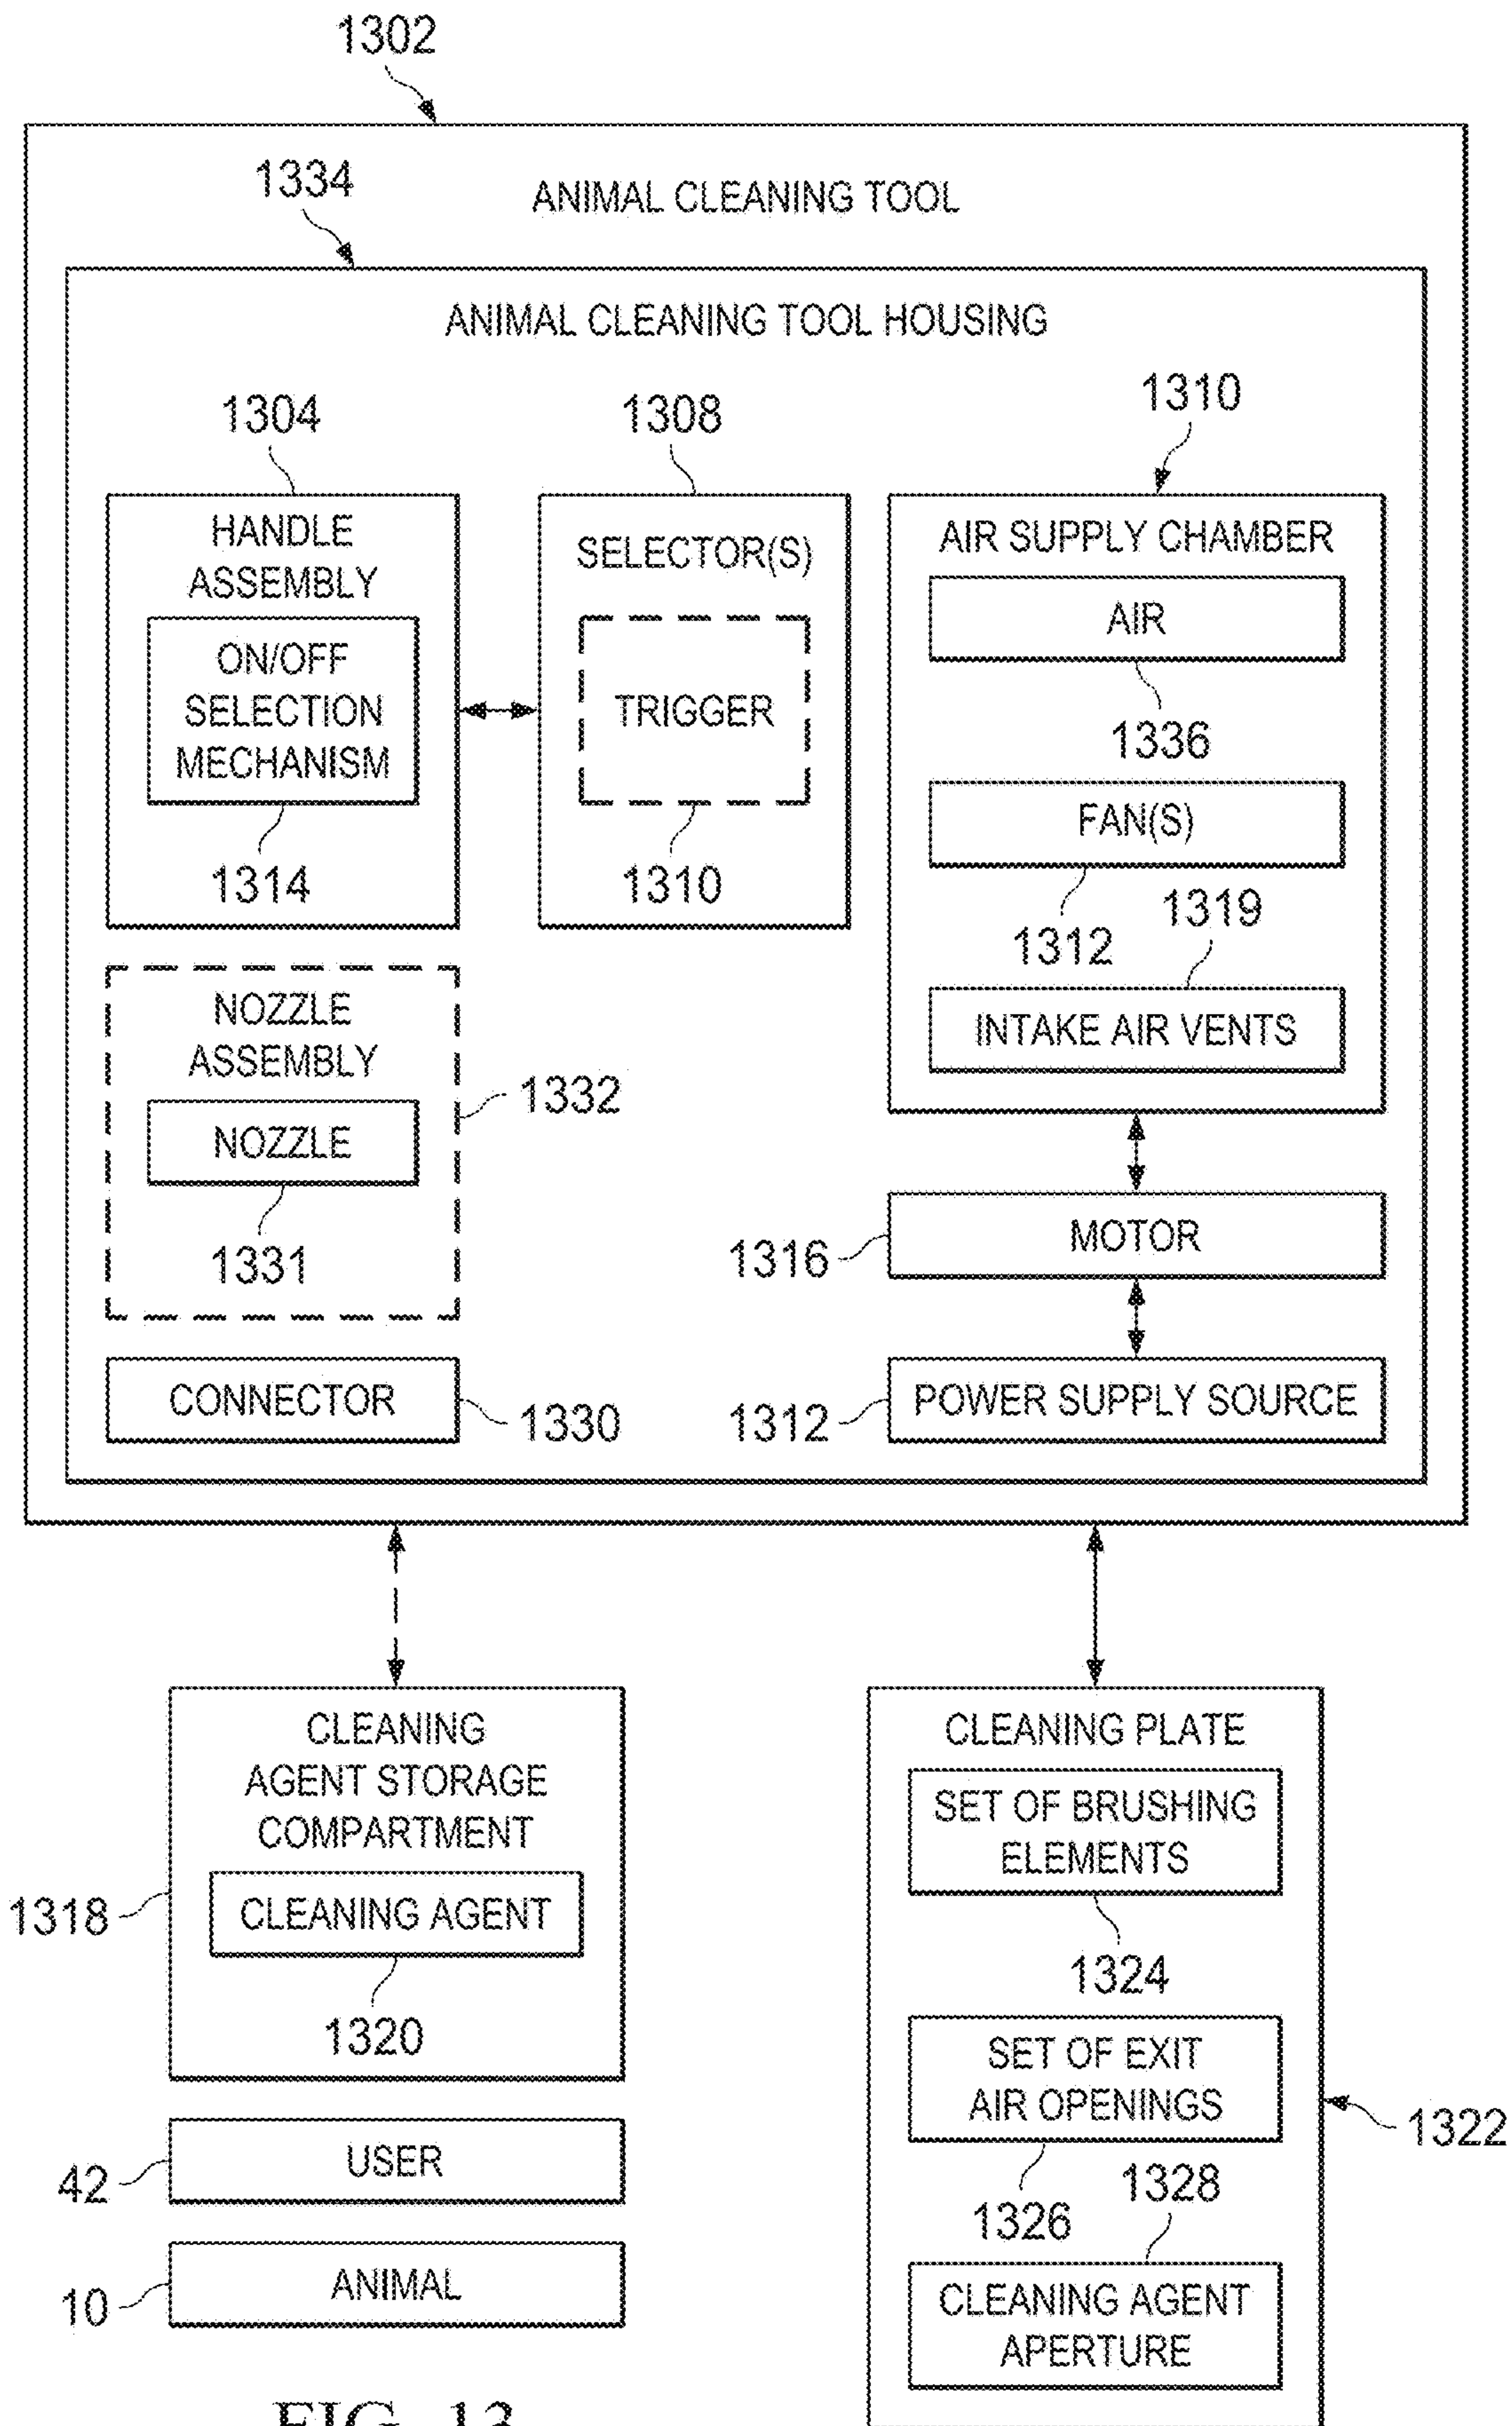 1302
ANIMAL CLEANING TOOL
1334
ANIMAL CLEANING TOOL HOUSING
1304
HANDLE
ASSEMBLY
ON/OFF
SELECTION
MECHANISM
1314
1308
SELECTOR(S)
TRIGGER
1310
1310
AIR SUPPLY CHAMBER
AIR
1336
FAN(S)
1312
1319
INTAKE AIR VENTS
NOZZLE
ASSEMBLY
NOZZLE
1331
1332
1316
MOTOR
CONNECTOR
1330
1312
POWER SUPPLY SOURCE
CLEANING
AGENT STORAGE
COMPARTMENT
CLEANING AGENT
1318
1320
USER
42
ANIMAL
10
CLEANING PLATE
SET OF BRUSHING
ELEMENTS
1324
SET OF EXIT
AIR OPENINGS
1326
1322
1328
CLEANING AGENT
APERTURE
FIG. 13